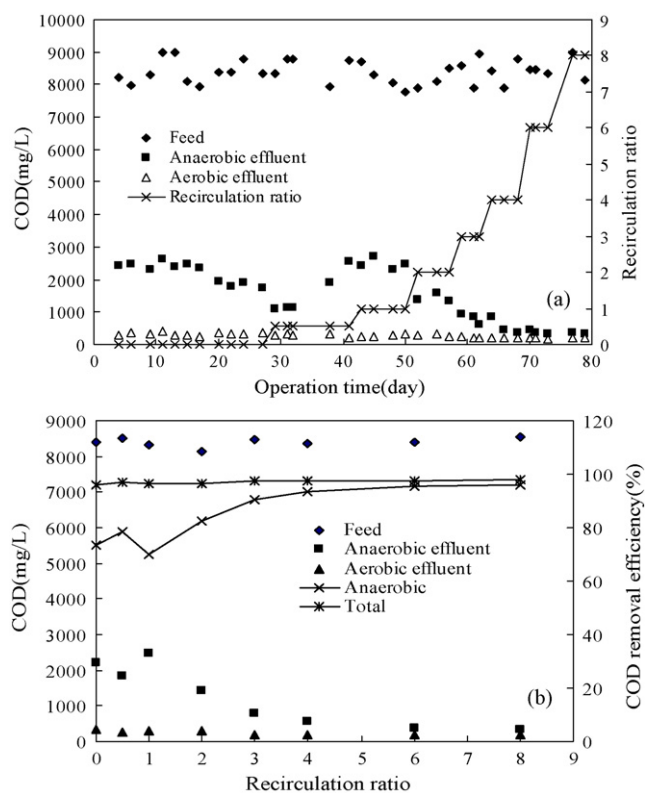 10000
9000
8000
7000
6000
5000
4000
3000
2000
1000
0
COD(mg/L)
9
8
7
6
5
4
3
2
1
0
Recirculation ratio
Feed
Anaerobic effluent
Aerobic effluent
Recirculation ratio
(a)
0 10 20 30 40 50 60 70 80
Operation time(day)
9000
8000
7000
6000
5000
4000
3000
2000
1000
0
COD(mg/L)
120
100
80
60
40
20
0
COD removal efficiency(%)
Feed
Anaerobic effluent
Aerobic effluent
Anaerobic
Total
(b)
0 1 2 3 4 5 6 7 8 9
Recirculation ratio